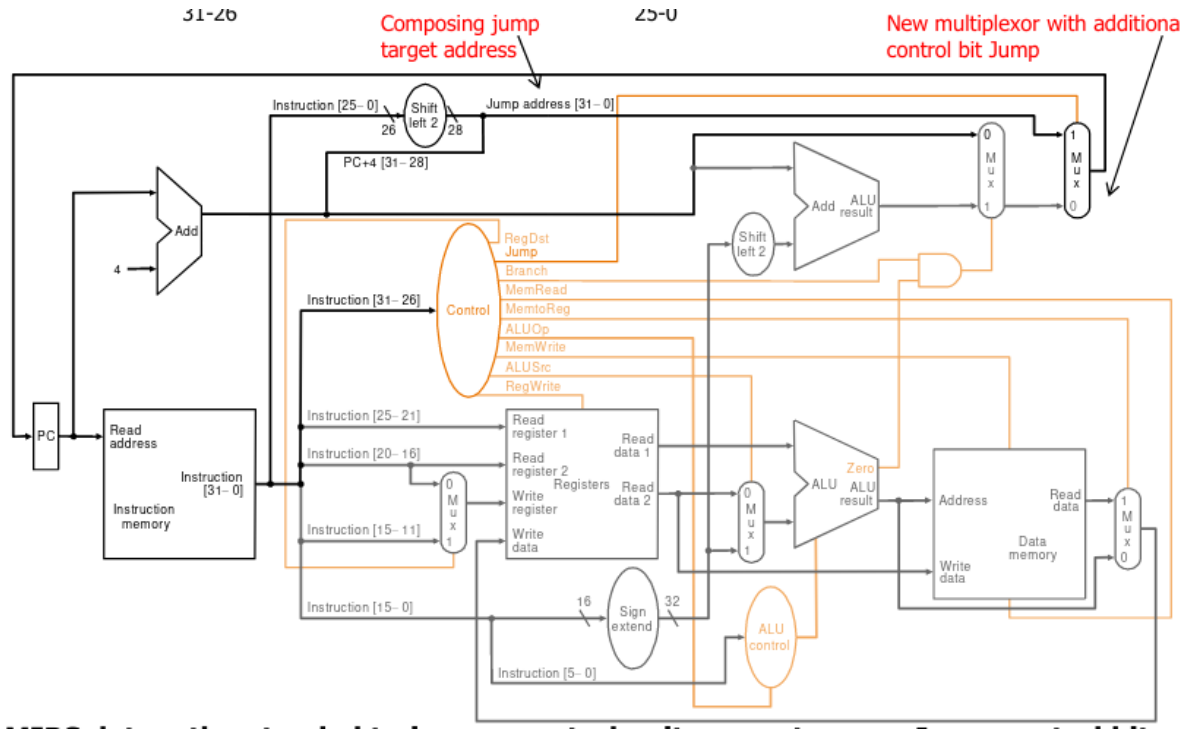 31-26
25-0
Composing jump
target address
New multiplexor with additiona
control bit Jump
Instruction [25–0]
26
Shift
left 2
28
Jump address [31–0]
PC+4 [31–28]
0
M
u
x
1
1
M
u
x
0
Add
4
Add
ALU
result
Shift
left 2
RegDst
Jump
Branch
MemRead
MemtoReg
ALUOp
MemWrite
ALUSrc
RegWrite
Control
Instruction [31–26]
PC
Read
address
Instruction
[31–0]
Instruction
memory
Instruction [25–21]
Instruction [20–16]
Instruction [15–11]
0
M
u
x
1
Read
register 1
Read
register 2
Write
register
Write
data
Registers
Read
data 1
Read
data 2
0
M
u
x
1
Zero
ALU
ALU
result
Address
Write
data
Read
data
Data
memory
1
M
u
x
0
Instruction [15–0]
16
Sign
extend
32
ALU
control
Instruction [5–0]